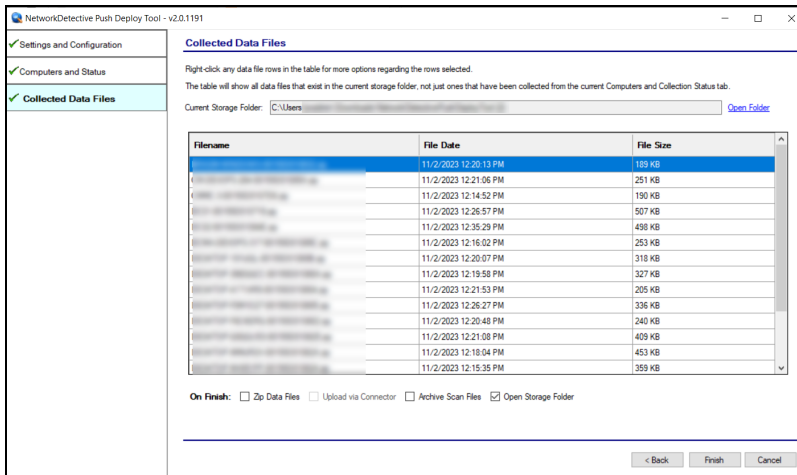 NetworkDetective Push Deploy Tool - v2.0.1191
Settings and Configuration
Computers and Status
Collected Data Files
Collected Data Files
Right-click any data file rows in the table for more options regarding the rows selected.
The table will show all data files that exist in the current storage folder, not just ones that have been collected from the current Computers and Collection Status tab.
Current Storage Folder: C:\Users Open Folder
Filename File Date File Size
11/2/2023 12:20:13 PM 189 KB
11/2/2023 12:21:06 PM 251 KB
11/2/2023 12:14:52 PM 190 KB
11/2/2023 12:26:57 PM 507 KB
11/2/2023 12:35:29 PM 498 KB
11/2/2023 12:16:02 PM 253 KB
11/2/2023 12:20:07 PM 318 KB
11/2/2023 12:19:58 PM 327 KB
11/2/2023 12:21:53 PM 205 KB
11/2/2023 12:26:27 PM 336 KB
11/2/2023 12:20:48 PM 240 KB
11/2/2023 12:21:08 PM 409 KB
11/2/2023 12:18:04 PM 453 KB
11/2/2023 12:15:35 PM 359 KB
On Finish: Zip Data Files Upload via Connector Archive Scan Files Open Storage Folder
< Back Finish Cancel